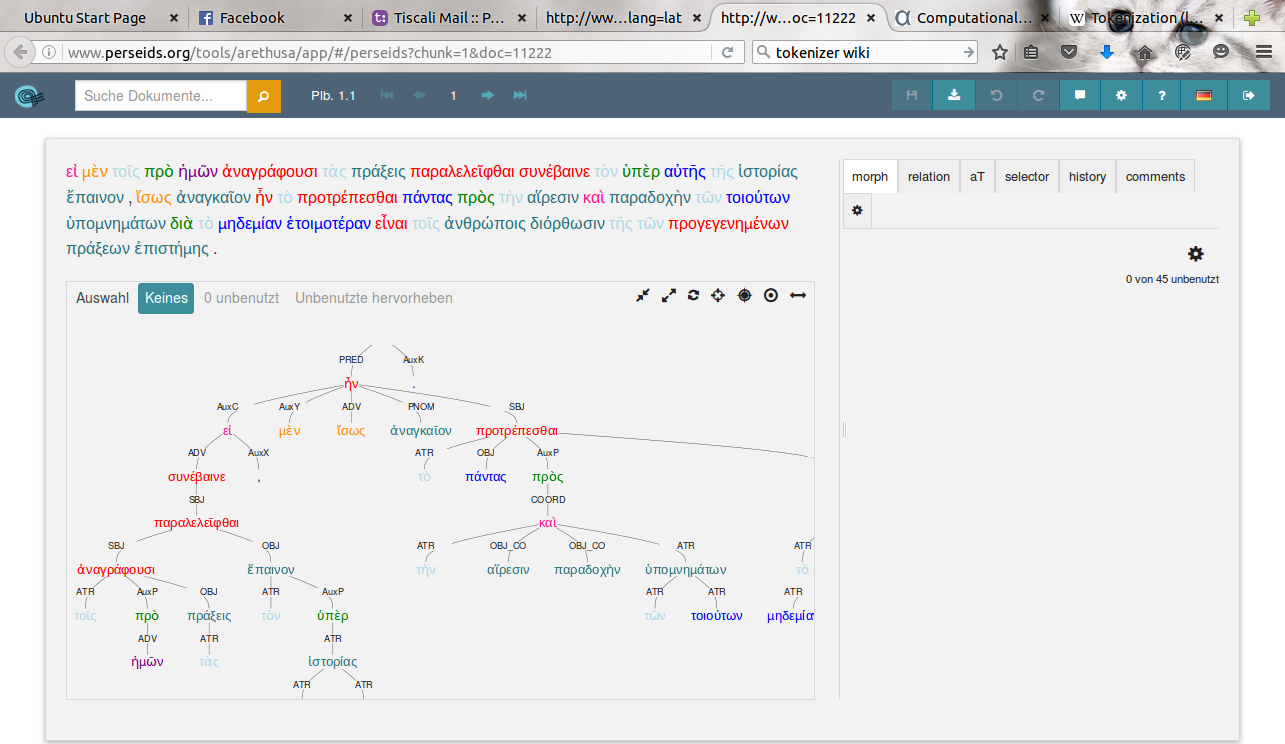 Ubuntu Start Page × Facebook × Tiscali Mail :: P... × http://ww...lang=lat × http://w...oc=11222 × Computational... × Tokenization (l... ×
www.perseids.org/tools/arethusa/app/#/perseids?chunk=1&doc=11222 tokenizer wiki
Suche Dokumente... Plb. 1.1 1 ?
εἰ μὲν τοῖς πρὸ ἡμῶν ἀναγράφουσι τὰς πράξεις παραλελεῖφθαι συνέβαινε τὸν ὑπὲρ αὐτῆς τῆς ἱστορίας
ἔπαινον , ἴσως ἀναγκαῖον ἦν τὸ προτρέπεσθαι πάντας πρὸς τὴν αἵρεσιν καὶ παραδοχὴν τῶν τοιούτων
ὑπομνημάτων διὰ τὸ μηδεμίαν ἑτοιμοτέραν εἶναι τοῖς ἀνθρώποις διόρθωσιν τῆς τῶν προγεγενημένων
πράξεων ἐπιστήμης .
morph relation aT selector history comments
0 von 45 unbenutzt
Auswahl Keines 0 unbenutzt Unbenutzte hervorheben
PRED AuxK
ἦν .
AuxC AuxY ADV PNOM SBJ
εἰ μὲν ἴσως ἀναγκαῖον προτρέπεσθαι
ADV AuxX ATR OBJ AuxP
συνέβαινε , τὸ πάντας πρὸς
SBJ COORD
παραλελεῖφθαι καὶ
SBJ OBJ ATR OBJ_CO OBJ_CO ATR ATR
ἀναγράφουσι ἔπαινον τὴν αἵρεσιν παραδοχὴν ὑπομνημάτων τὸ
ATR AuxP OBJ ATR AuxP ATR ATR ATR
τοῖς πρὸ πράξεις τὸν ὑπὲρ τῶν τοιούτων μηδεμία
ADV ATR ATR
ἡμῶν τὰς ἱστορίας
ATR ATR